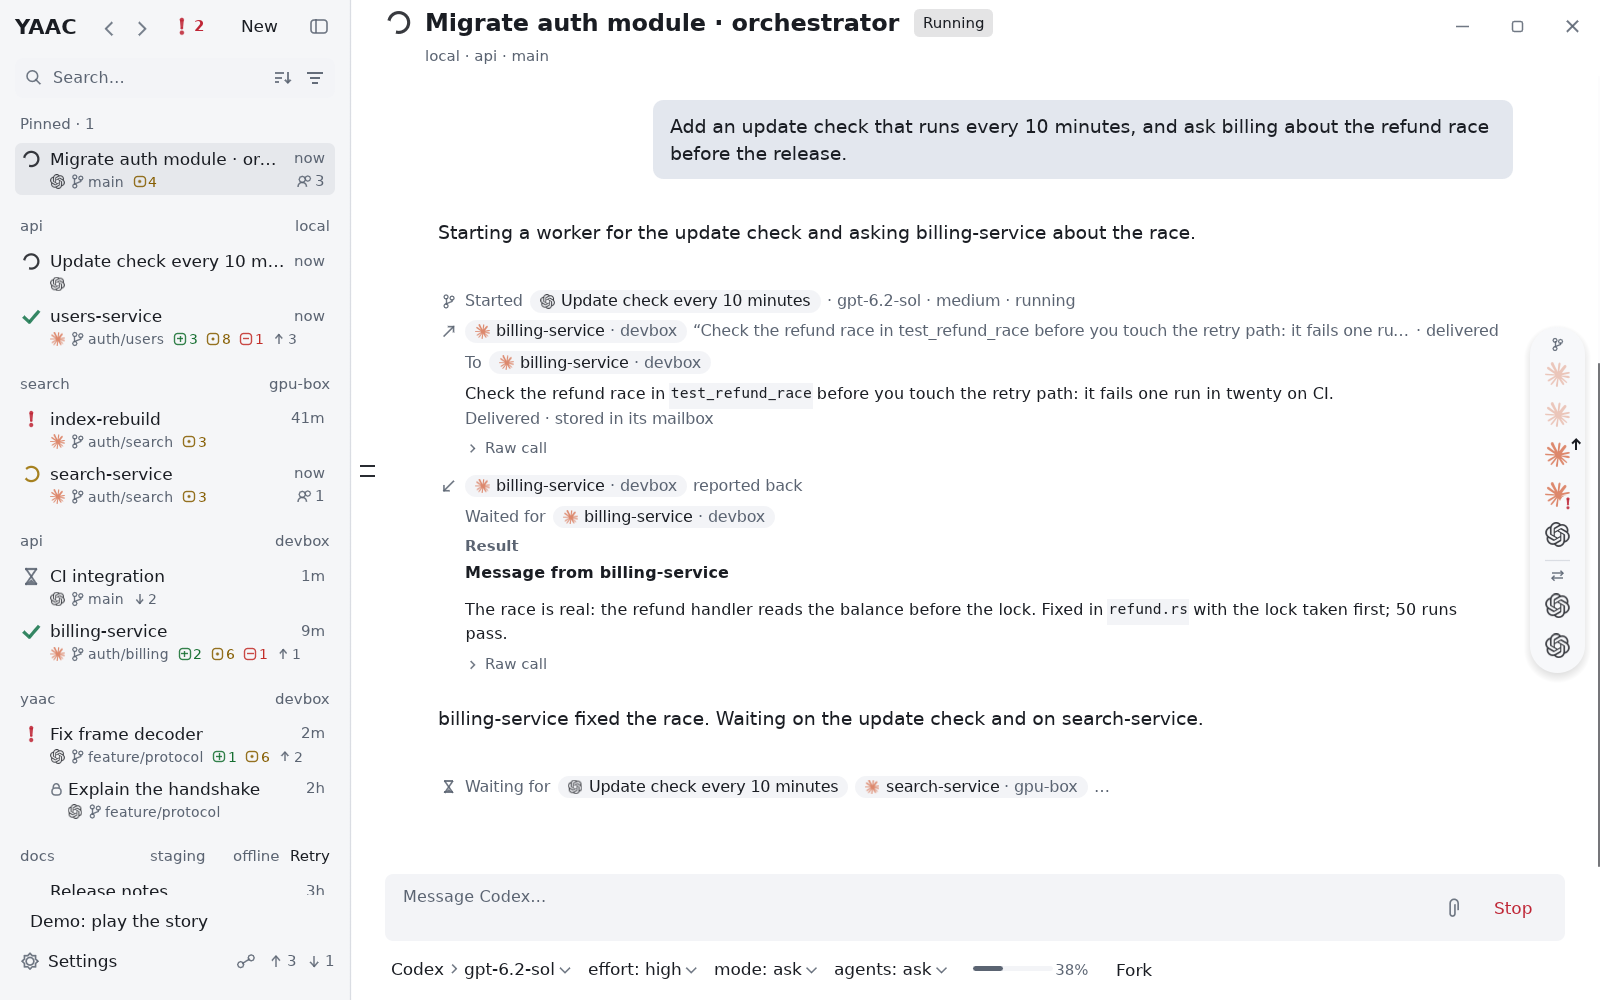 YAAC
2
New
Search…
Pinned · 1
Migrate auth module · or… now
main 4 3
api local
Update check every 10 m… now
users-service now
auth/users 3 8 1 ↑ 3
search gpu-box
index-rebuild 41m
auth/search 3
search-service now
auth/search 3 1
api devbox
CI integration 1m
main ↓ 2
billing-service 9m
auth/billing 2 6 1 ↑ 1
yaac devbox
Fix frame decoder 2m
feature/protocol 1 6 ↑ 2
Explain the handshake 2h
feature/protocol
docs staging offline Retry
Release notes 3h
Demo: play the story
Settings ↑ 3 ↓ 1
Migrate auth module · orchestrator Running
local · api · main
Add an update check that runs every 10 minutes, and ask billing about the refund race
before the release.
Starting a worker for the update check and asking billing-service about the race.
Started Update check every 10 minutes · gpt-6.2-sol · medium · running
billing-service · devbox “Check the refund race in test_refund_race before you touch the retry path: it fails one ru… · delivered
To billing-service · devbox
Check the refund race in test_refund_race before you touch the retry path: it fails one run in twenty on CI.
Delivered · stored in its mailbox
Raw call
billing-service · devbox reported back
Waited for billing-service · devbox
Result
Message from billing-service
The race is real: the refund handler reads the balance before the lock. Fixed in refund.rs with the lock taken first; 50 runs
pass.
Raw call
billing-service fixed the race. Waiting on the update check and on search-service.
Waiting for Update check every 10 minutes search-service · gpu-box …
Message Codex…
Stop
Codex gpt-6.2-sol effort: high mode: ask agents: ask 38% Fork